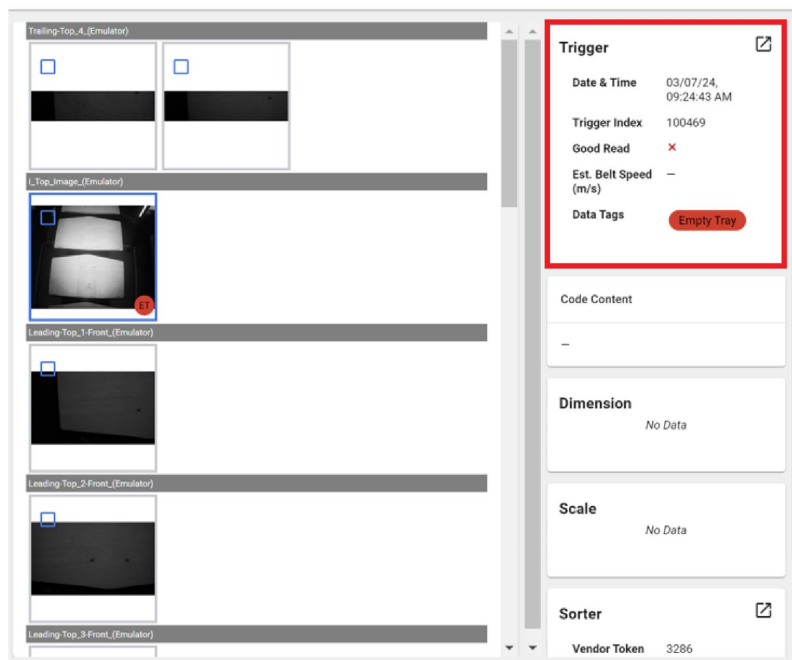 Trailing-Top_4_(Emulator)
I_Top_Image_(Emulator)
ET
Leading-Top_1-Front_(Emulator)
Leading-Top_2-Front_(Emulator)
Leading-Top_3-Front_(Emulator)
Trigger
Date & Time 03/07/24,
09:24:43 AM
Trigger Index 100469
Good Read ×
Est. Belt Speed –
(m/s)
Data Tags Empty Tray
Code Content
–
Dimension
No Data
Scale
No Data
Sorter
Vendor Token 3286